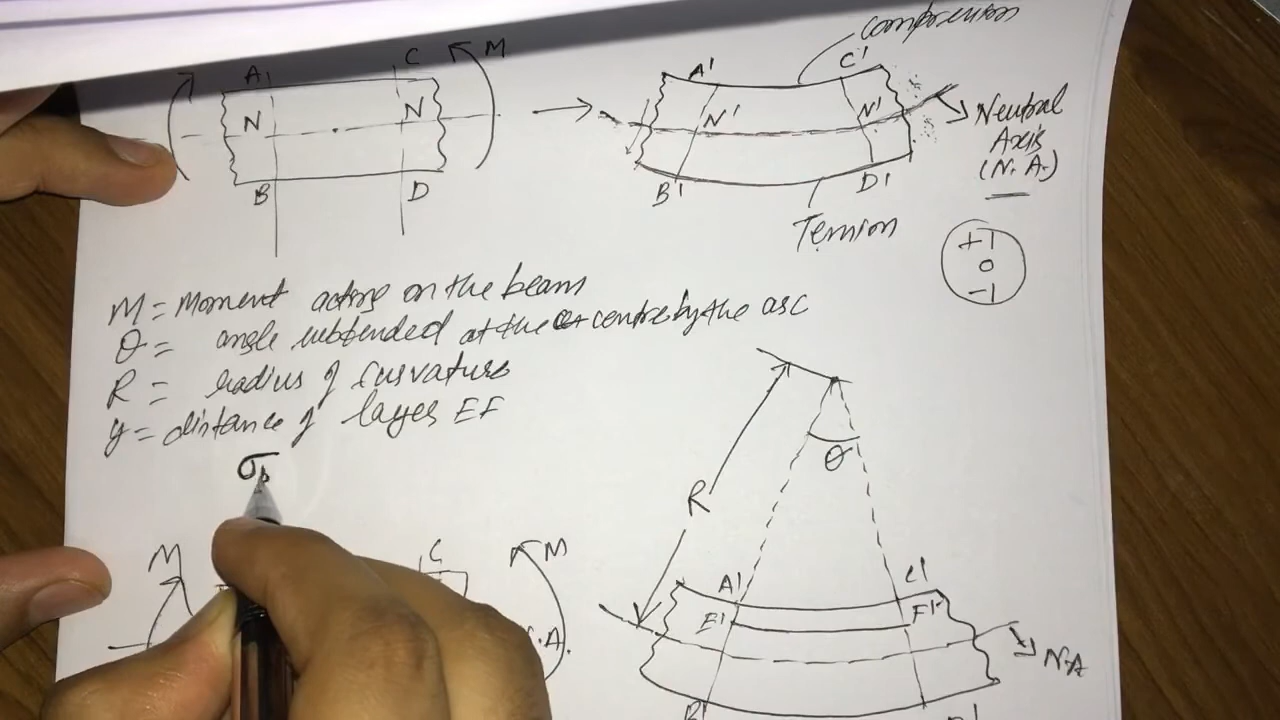 A C M
N N
B D
Compression
A' C'
N' N'
B' D'
Neutral
Axis
(N. A.)
Tension
+1
0
-1
M = Moment acting on the beam
θ = angle subtended at the centre by the arc
R = radius of curvature
y = distance of layer EF
σb
M C M
.A.
θ
R
A' C'
E' F'
N.A
B' D'